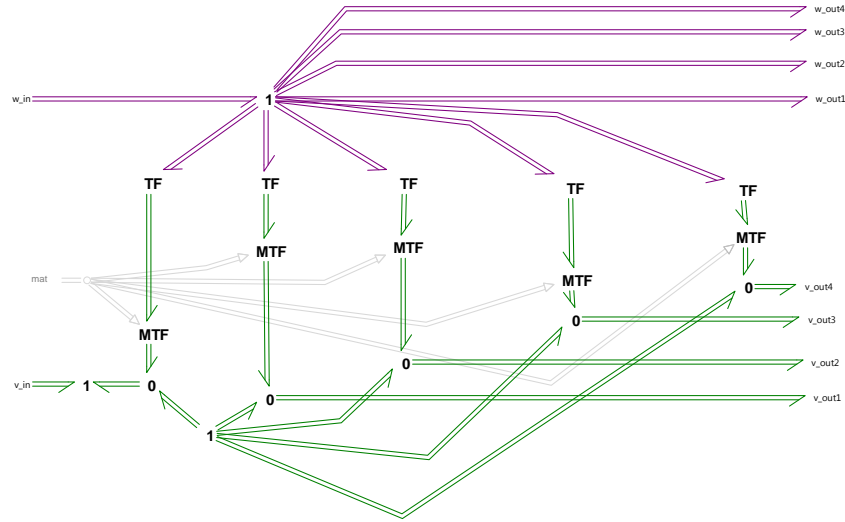 w_out4
w_out3
w_out2
w_in 1 w_out1
TF TF TF TF TF
MTF MTF MTF
mat MTF
0 v_out4
MTF 0 v_out3
0 v_out2
v_in 1 0
0 v_out1
1